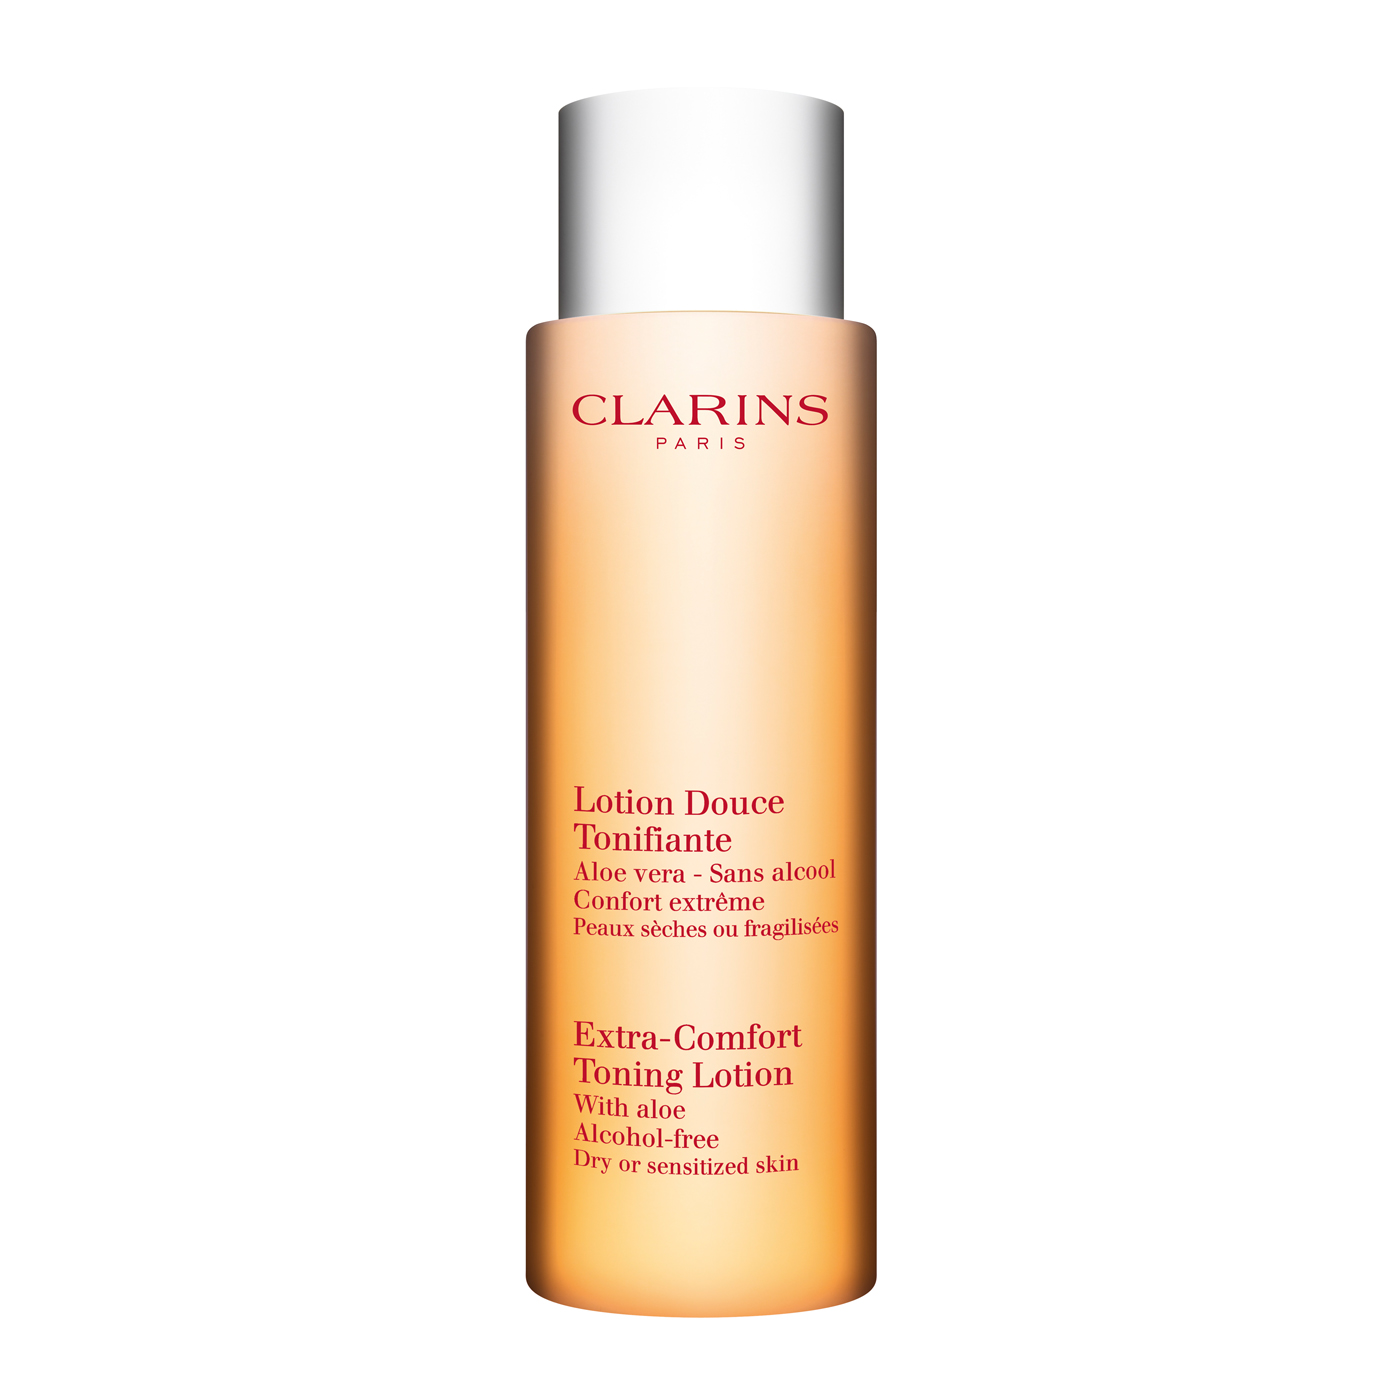 CLARINS
PARIS
Lotion Douce
Tonifiante
Aloe vera - Sans alcool
Confort extrême
Peaux sèches ou fragilisées
Extra-Comfort
Toning Lotion
With aloe
Alcohol-free
Dry or sensitized skin